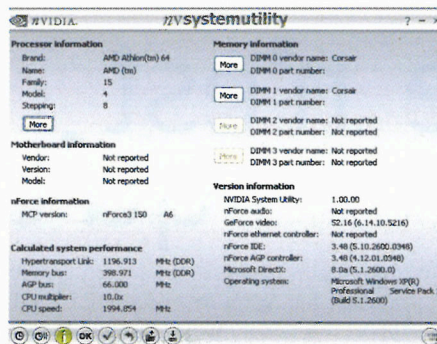 NVIDIA. NVsystemutility ? -
Processor information
Brand: AMD Athlon(tm) 64
Name: AMD (tm)
Family: 15
Model: 4
Stepping: 8
More
Motherboard information
Vendor: Not reported
Version: Not reported
Model: Not reported
nForce information
MCP version: nForce3 150 A6
Calculated system performance
Hypertransport Link: 1196.913 MHz (DDR)
Memory bus: 398.971 MHz (DDR)
AGP bus: 66.000 MHz
CPU multiplier: 10.0x
CPU speed: 1994.854 MHz
Memory information
More
DIMM 0 vendor name: Corsair
DIMM 0 part number:
More
DIMM 1 vendor name: Corsair
DIMM 1 part number:
More
DIMM 2 vendor name: Not reported
DIMM 2 part number: Not reported
More
DIMM 3 vendor name: Not reported
DIMM 3 part number: Not reported
Version information
NVIDIA System Utility: 1.00.00
nForce audio: Not reported
GeForce video: 52.16 (6.14.10.5216)
nForce ethernet controller: Not reported
nForce IDE: 3.48 (5.10.2600.0348)
nForce AGP controller: 3.48 (4.12.01.0348)
Microsoft DirectX: 8.0a (5.1.2600.0)
Operating system: Microsoft Windows XP(R)
Professional Service Pack
(Build 5.1.2600)
OK